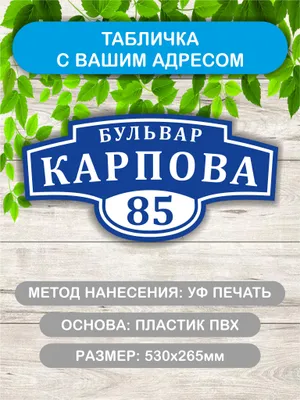 ТАБЛИЧКА
С ВАШИМ АДРЕСОМ
БУЛЬВАР
КАРПОВА
85
МЕТОД НАНЕСЕНИЯ: УФ ПЕЧАТЬ
ОСНОВА: ПЛАСТИК ПВХ
РАЗМЕР: 530х265мм